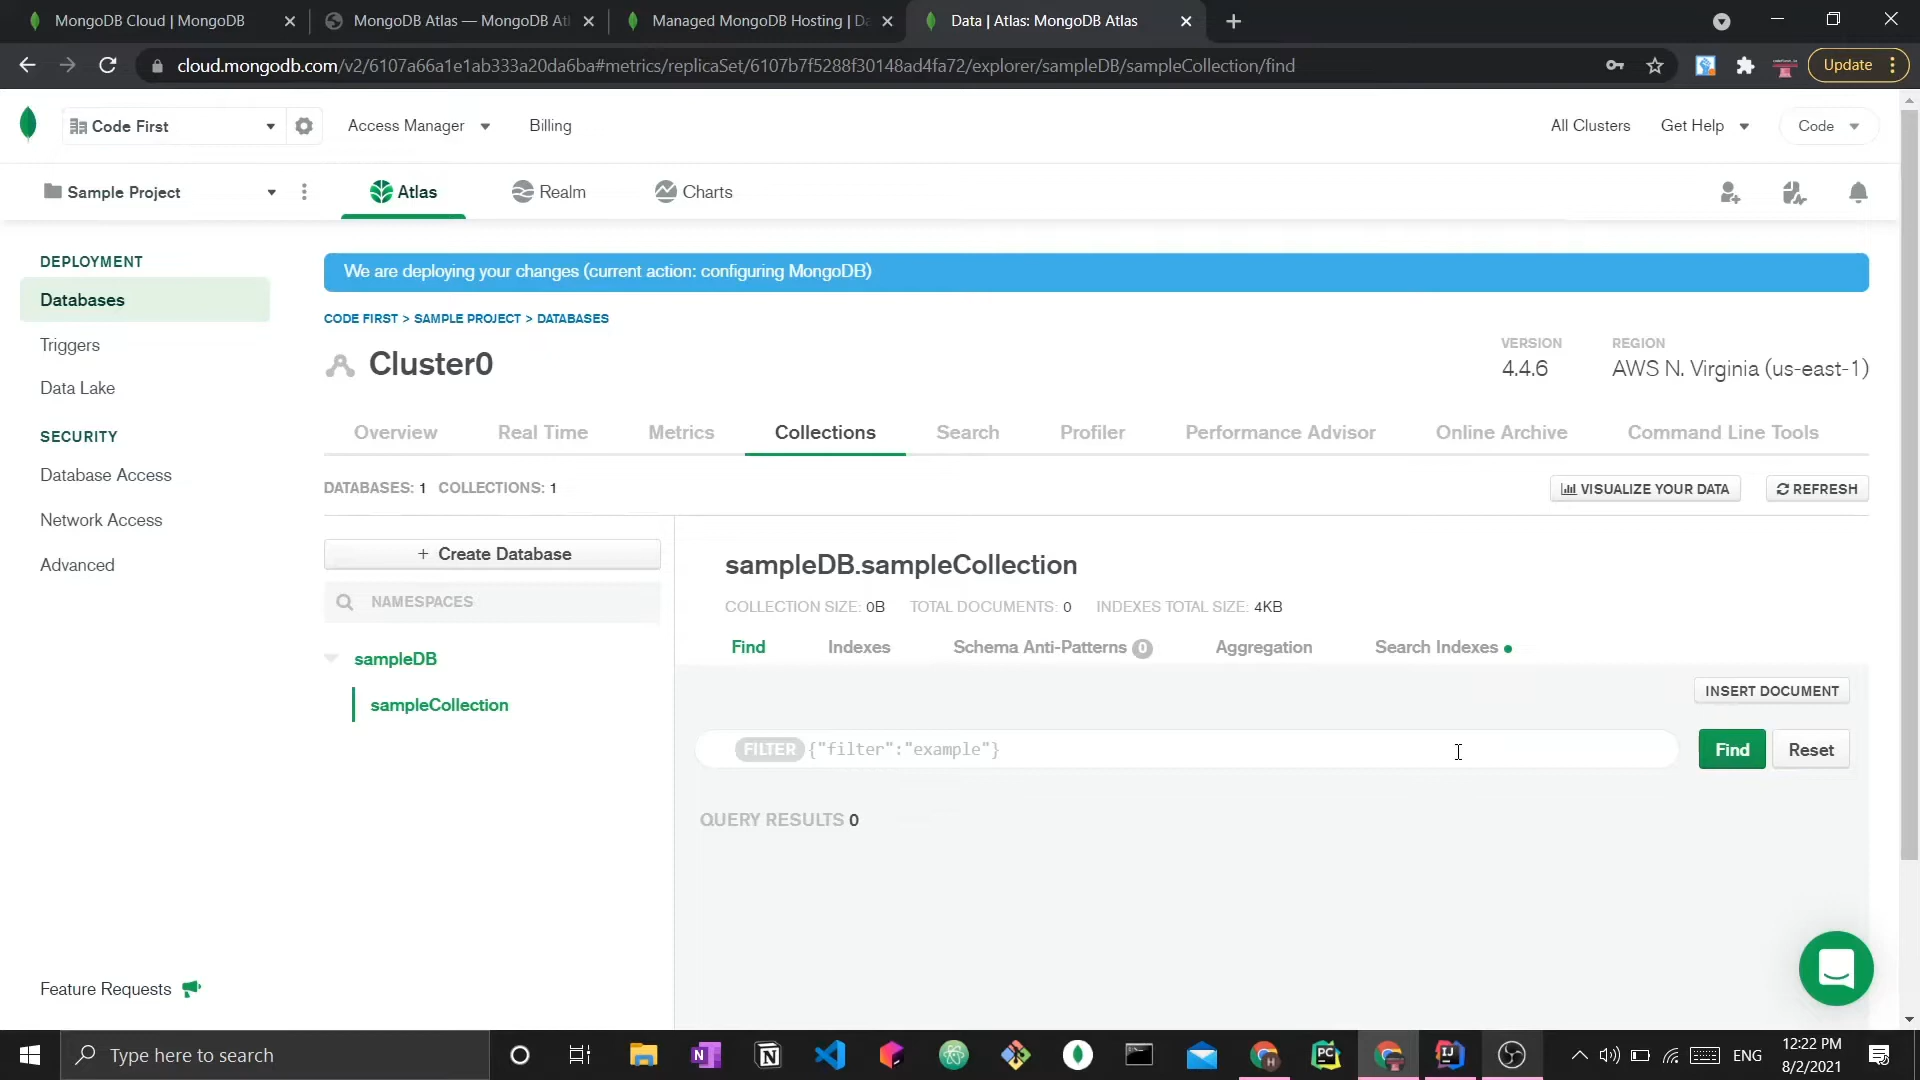 MongoDB Cloud | MongoDB
MongoDB Atlas — MongoDB Atl
Managed MongoDB Hosting | Da
Data | Atlas: MongoDB Atlas
cloud.mongodb.com/v2/6107a66a1e1ab333a20da6ba#metrics/replicaSet/6107b7f5288f30148ad4fa72/explorer/sampleDB/sampleCollection/find
Update
Code First
Access Manager
Billing
All Clusters
Get Help
Code
Sample Project
Atlas
Realm
Charts
DEPLOYMENT
Databases
Triggers
Data Lake
SECURITY
Database Access
Network Access
Advanced
Feature Requests
We are deploying your changes (current action: configuring MongoDB)
CODE FIRST > SAMPLE PROJECT > DATABASES
Cluster0
VERSION
4.4.6
REGION
AWS N. Virginia (us-east-1)
Overview
Real Time
Metrics
Collections
Search
Profiler
Performance Advisor
Online Archive
Command Line Tools
DATABASES: 1 COLLECTIONS: 1
VISUALIZE YOUR DATA
REFRESH
+ Create Database
NAMESPACES
sampleDB
sampleCollection
sampleDB.sampleCollection
COLLECTION SIZE: 0B TOTAL DOCUMENTS: 0 INDEXES TOTAL SIZE: 4KB
Find
Indexes
Schema Anti-Patterns 0
Aggregation
Search Indexes
INSERT DOCUMENT
FILTER {"filter":"example"}
Find
Reset
QUERY RESULTS 0
Type here to search
ENG
12:22 PM
8/2/2021